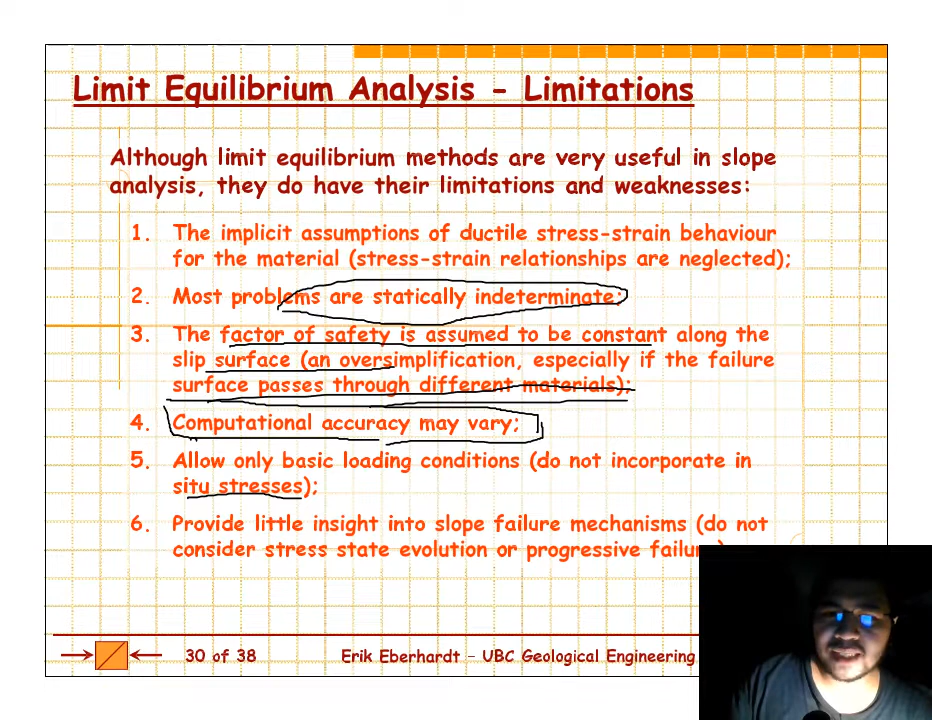 Limit Equilibrium Analysis - Limitations
Although limit equilibrium methods are very useful in slope
analysis, they do have their limitations and weaknesses:
1. The implicit assumptions of ductile stress-strain behaviour
for the material (stress-strain relationships are neglected);
2. Most problems are statically indeterminate;
3. The factor of safety is assumed to be constant along the
slip surface (an oversimplification, especially if the failure
surface passes through different materials);
4. Computational accuracy may vary;
5. Allow only basic loading conditions (do not incorporate in
situ stresses);
6. Provide little insight into slope failure mechanisms (do not
consider stress state evolution or progressive
30 of 38 Erik Eberhardt – UBC Geological Engineering